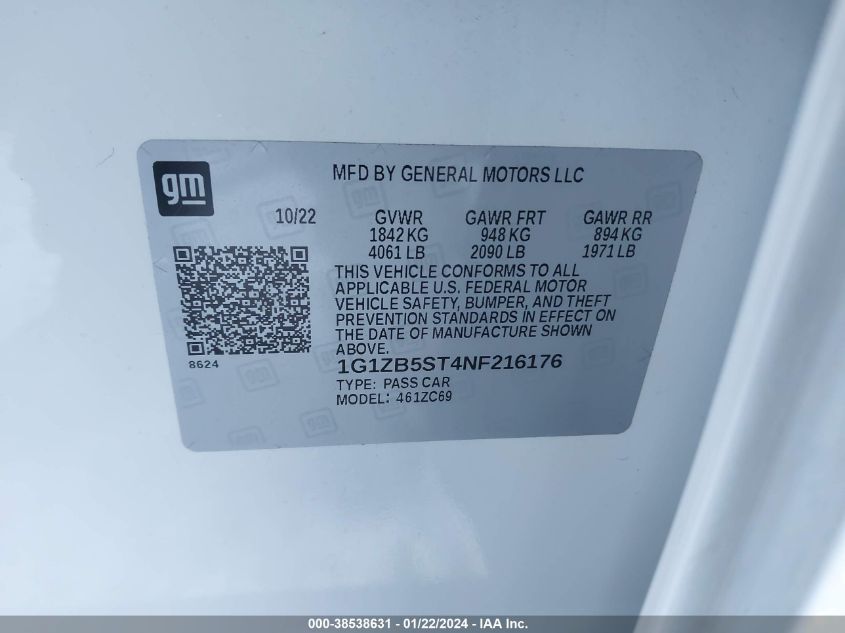 gm
MFD BY GENERAL MOTORS LLC
10/22 GVWR GAWR FRT GAWR RR
1842 KG 948 KG 894 KG
4061 LB 2090 LB 1971 LB
THIS VEHICLE CONFORMS TO ALL
APPLICABLE U.S. FEDERAL MOTOR
VEHICLE SAFETY, BUMPER, AND THEFT
PREVENTION STANDARDS IN EFFECT ON
THE DATE OF MANUFACTURE SHOWN
ABOVE.
8624
1G1ZB5ST4NF216176
TYPE: PASS CAR
MODEL: 461ZC69
000-38538631 - 01/22/2024 - IAA Inc.